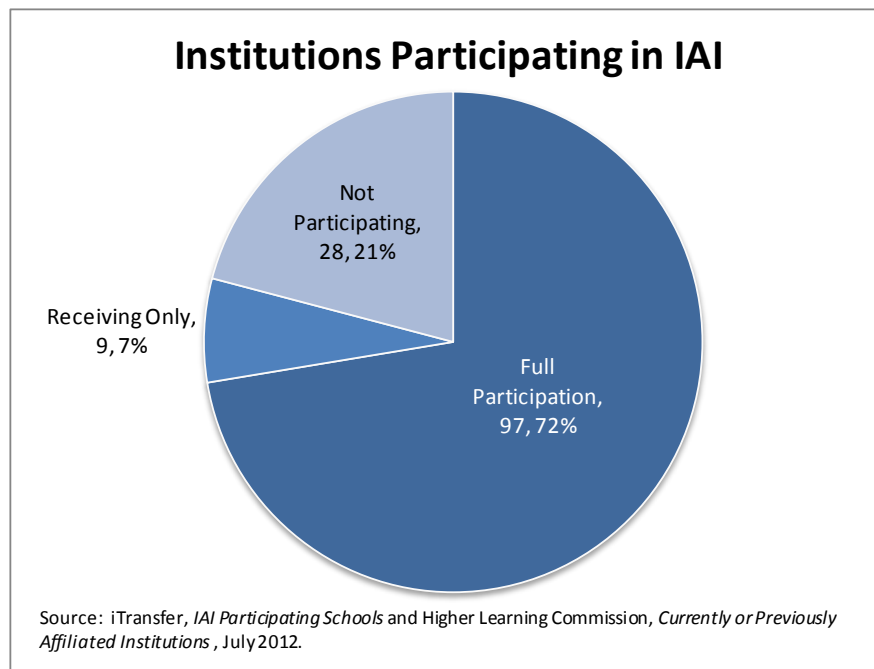 Institutions Participating in IAI
Not
Participating,
28, 21%
Receiving Only,
9, 7%
Full
Participation,
97, 72%
Source: iTransfer, IAI Participating Schools and Higher Learning Commission, Currently or Previously
Affiliated Institutions , July 2012.